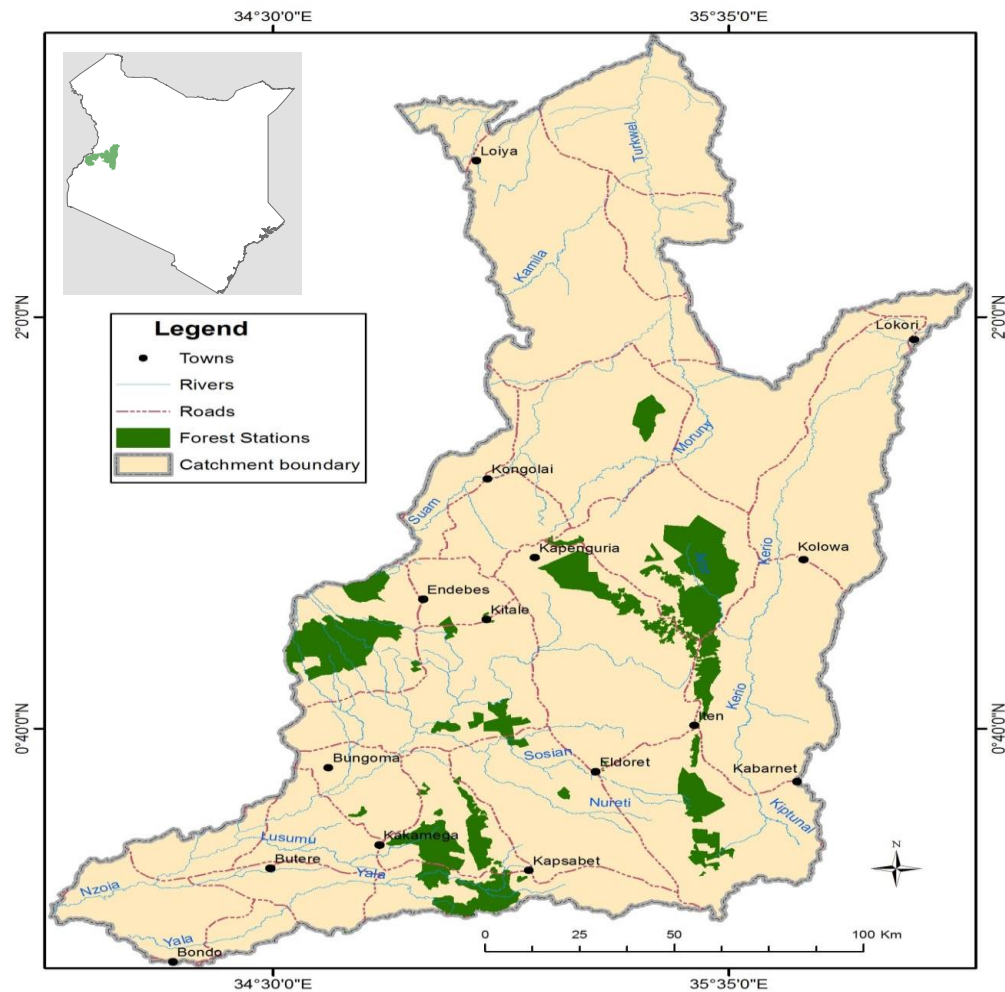 34°30'0"E
35°35'0"E
Loiya
Turkwel
Kamila
2°0'0"N
2°0'0"N
Lokori
Legend
Towns
Rivers
Roads
Forest Stations
Catchment boundary
Moruny
Kongolai
Suam
Kapenguria
Kerio
Kolowa
Endebes
Kitale
Kerio
Iten
0°40'0"N
0°40'0"N
Sosian
Bungoma
Eldoret
Kabarnet
Nureti
Kiptunai
Lusumu
Kakamega
Butere
Yala
Kapsabet
N
Nzoia
Yala
Bondo
0 25 50 100 Km
34°30'0"E
35°35'0"E